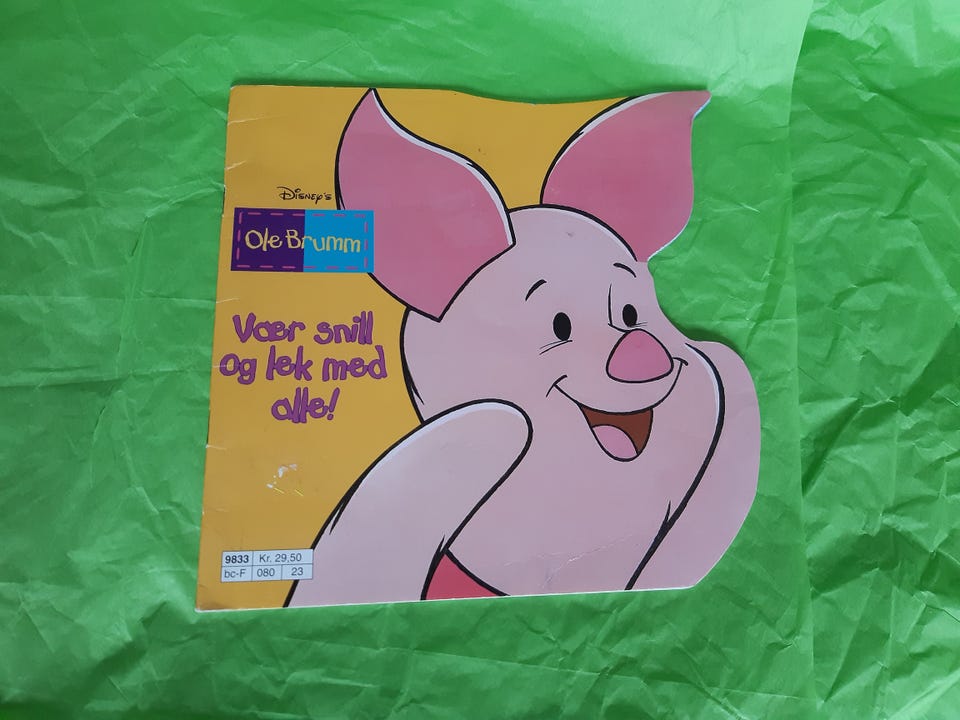 Disney's
Ole Brumm
Vær snill
og lek med
alle!
9833 Kr. 29,50
bc-F 080 23